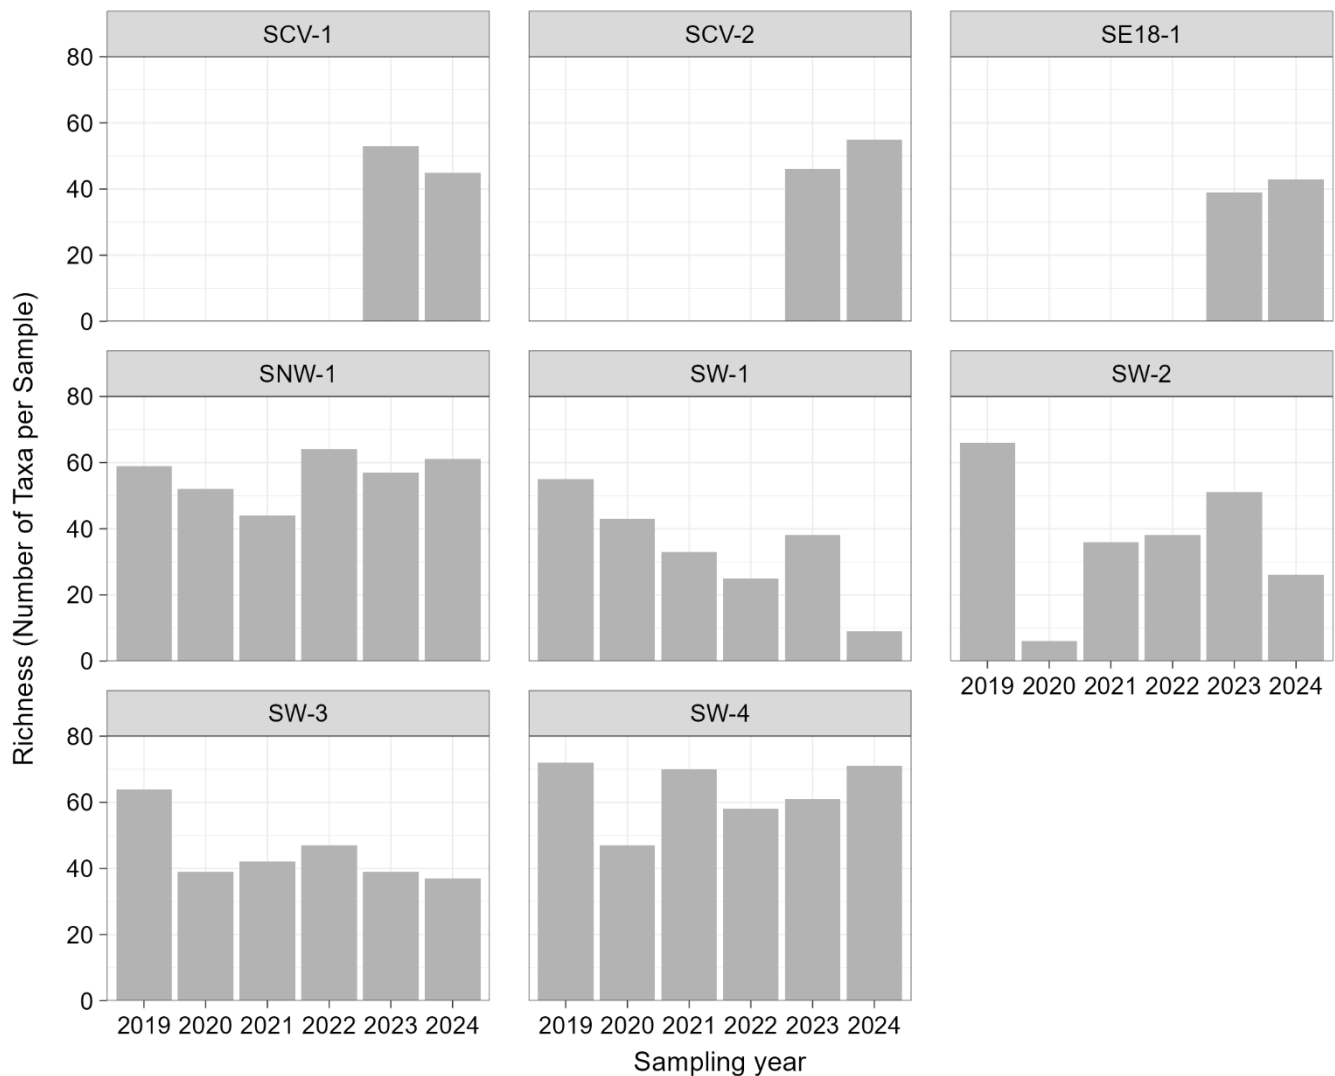 SCV-1 SCV-2 SE18-1
80
60
40
20
0
SNW-1 SW-1 SW-2
80
60
40
20
0
2019 2020 2021 2022 2023 2024
SW-3 SW-4
80
60
40
20
0
2019 2020 2021 2022 2023 2024 2019 2020 2021 2022 2023 2024
Sampling year
Richness (Number of Taxa per Sample)